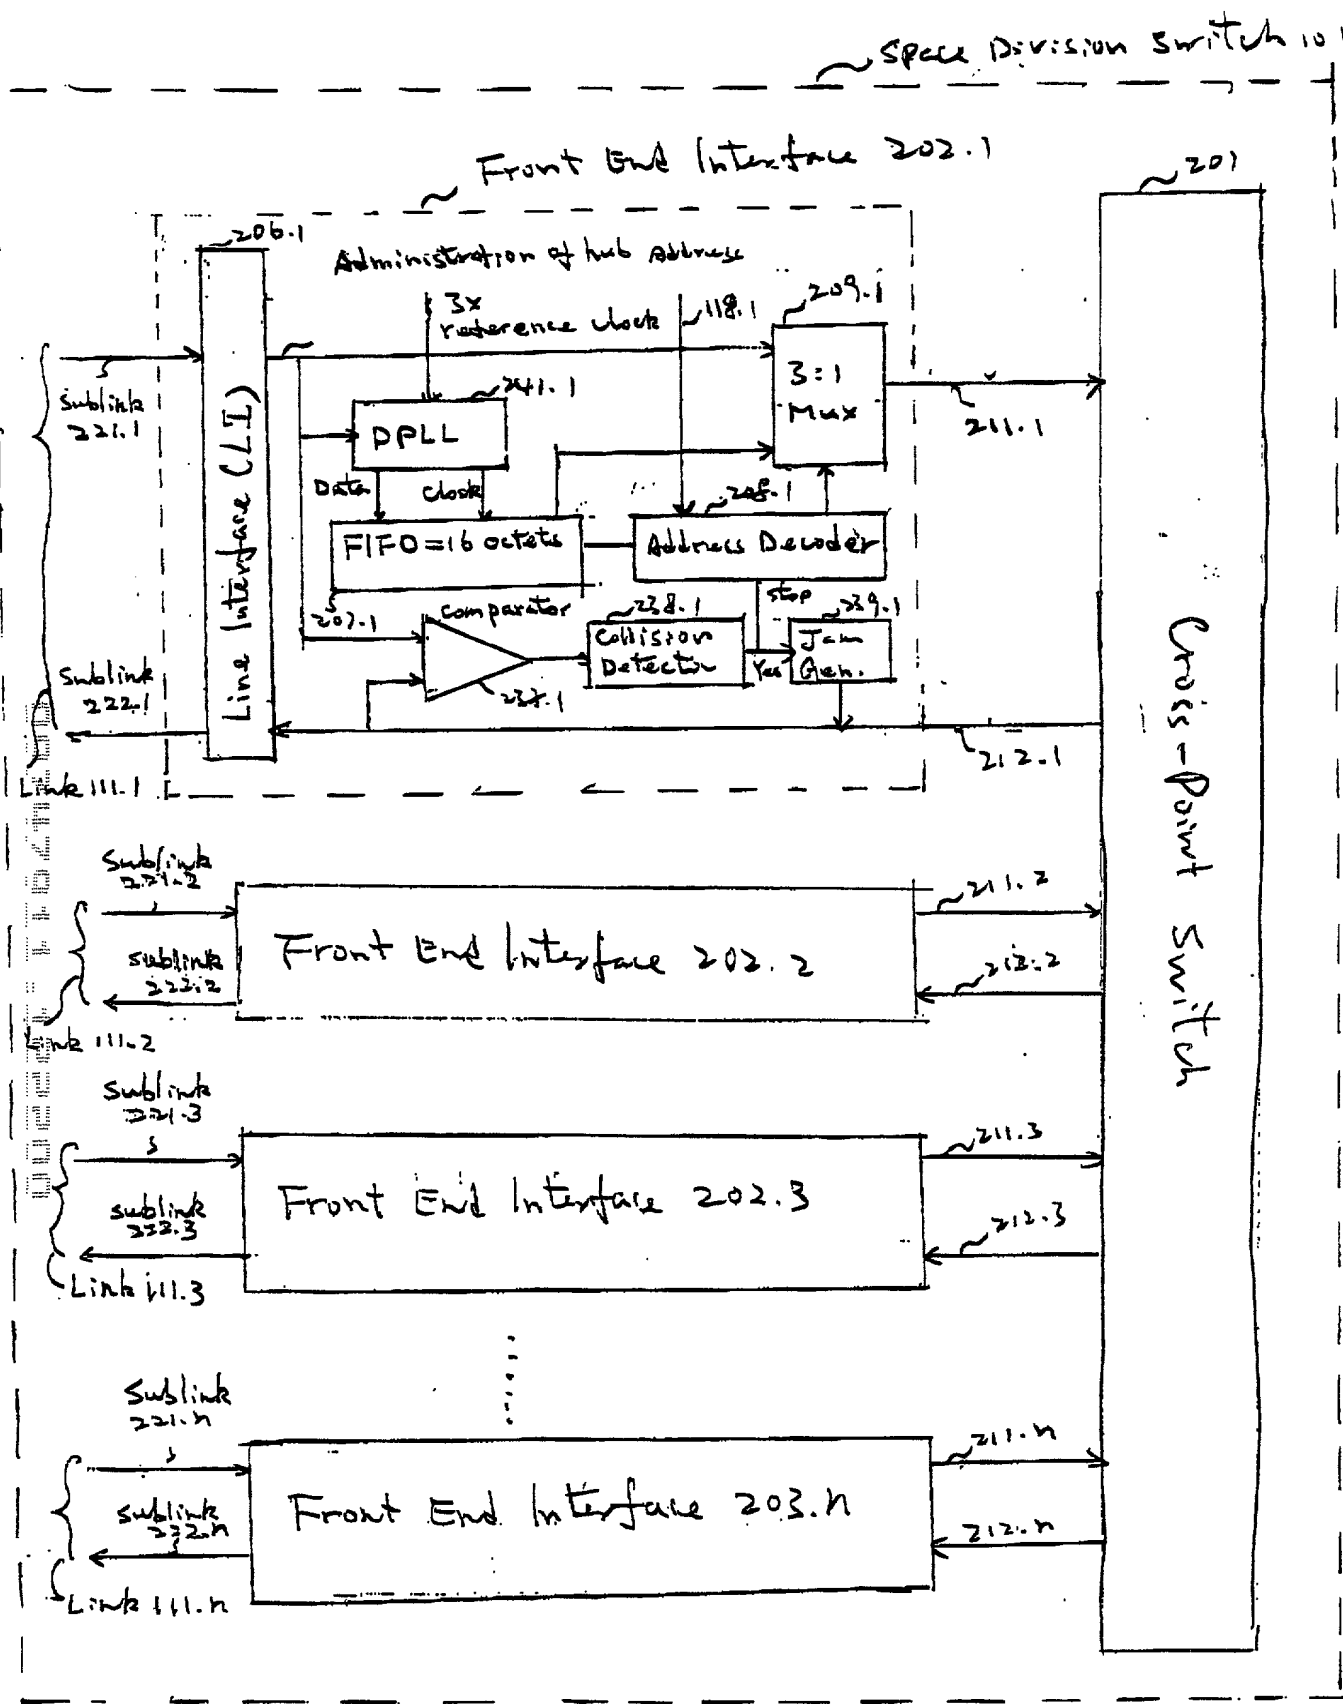 Space Division Switch 101
Front End Interface 202.1
201
206.1
Administration of hub Address
3x
reference clock
118.1
209.1
3:1
Mux
Sublink
221.1
Line Interface (LI)
241.1
DPLL
211.1
Data
Clock
208.1
FIFO=16 octets
Address Decoder
207.1
comparator
238.1
stop
239.1
Collision
Detector
Yes
Jam
Gen.
237.1
Sublink
222.1
212.1
Link 111.1
Cross-Point Switch
Sublink
221.2
211.2
Front End Interface 202.2
sublink
222.2
212.2
Link 111.2
Sublink
221.3
211.3
Front End Interface 202.3
sublink
222.3
212.3
Link 111.3
Sublink
221.n
211.n
Front End Interface 203.n
sublink
222.n
212.n
Link 111.n